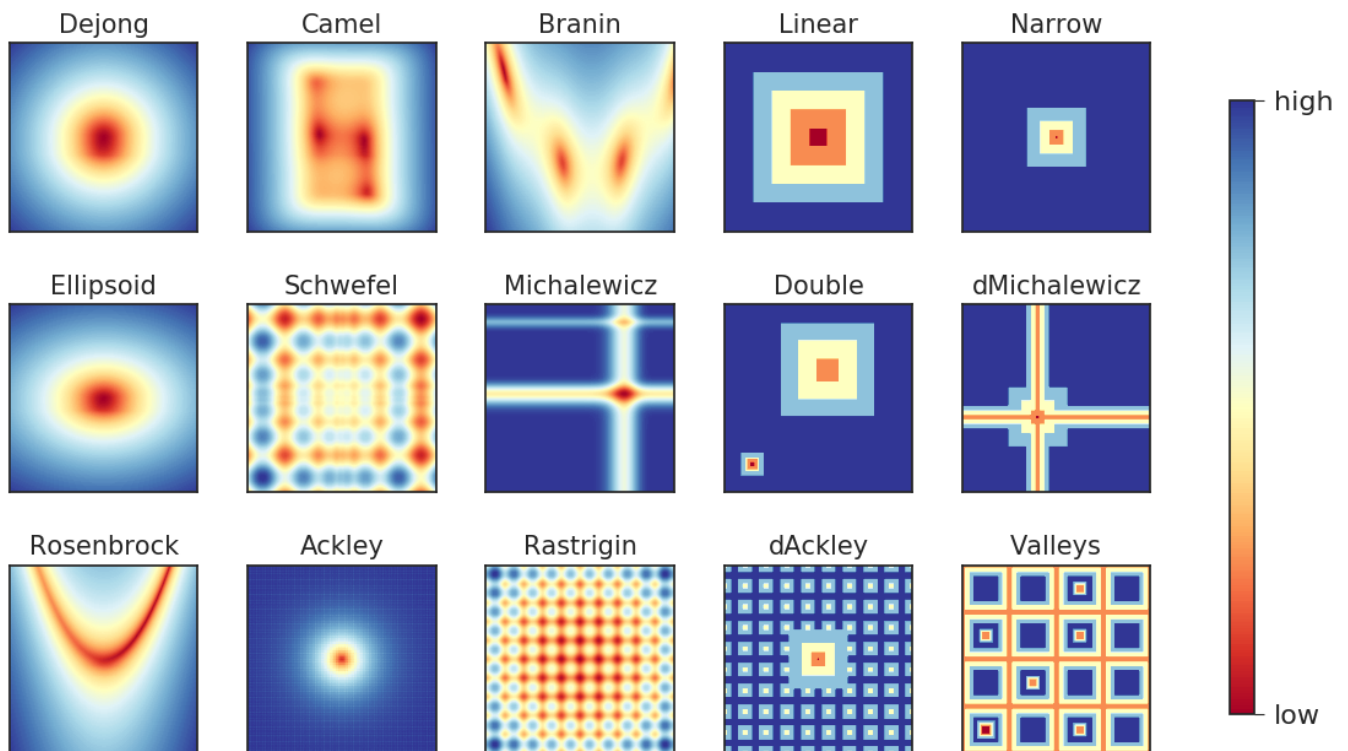 Dejong
Camel
Branin
Linear
Narrow
high
Ellipsoid
Schwefel
Michalewicz
Double
dMichalewicz
Rosenbrock
Ackley
Rastrigin
dAckley
Valleys
low